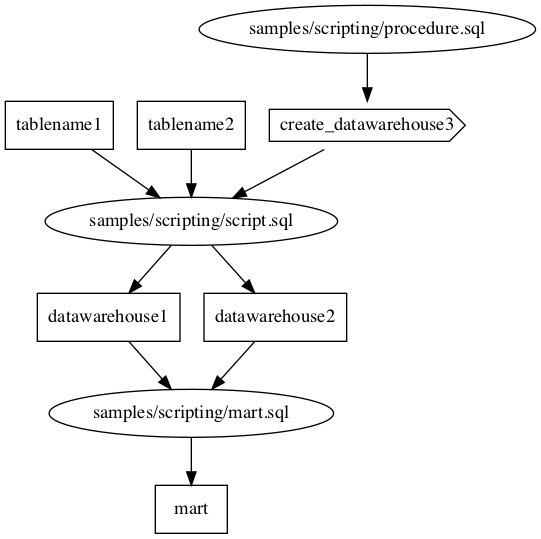 samples/scripting/procedure.sql
tablename1
tablename2
create_datawarehouse3
samples/scripting/script.sql
datawarehouse1
datawarehouse2
samples/scripting/mart.sql
mart